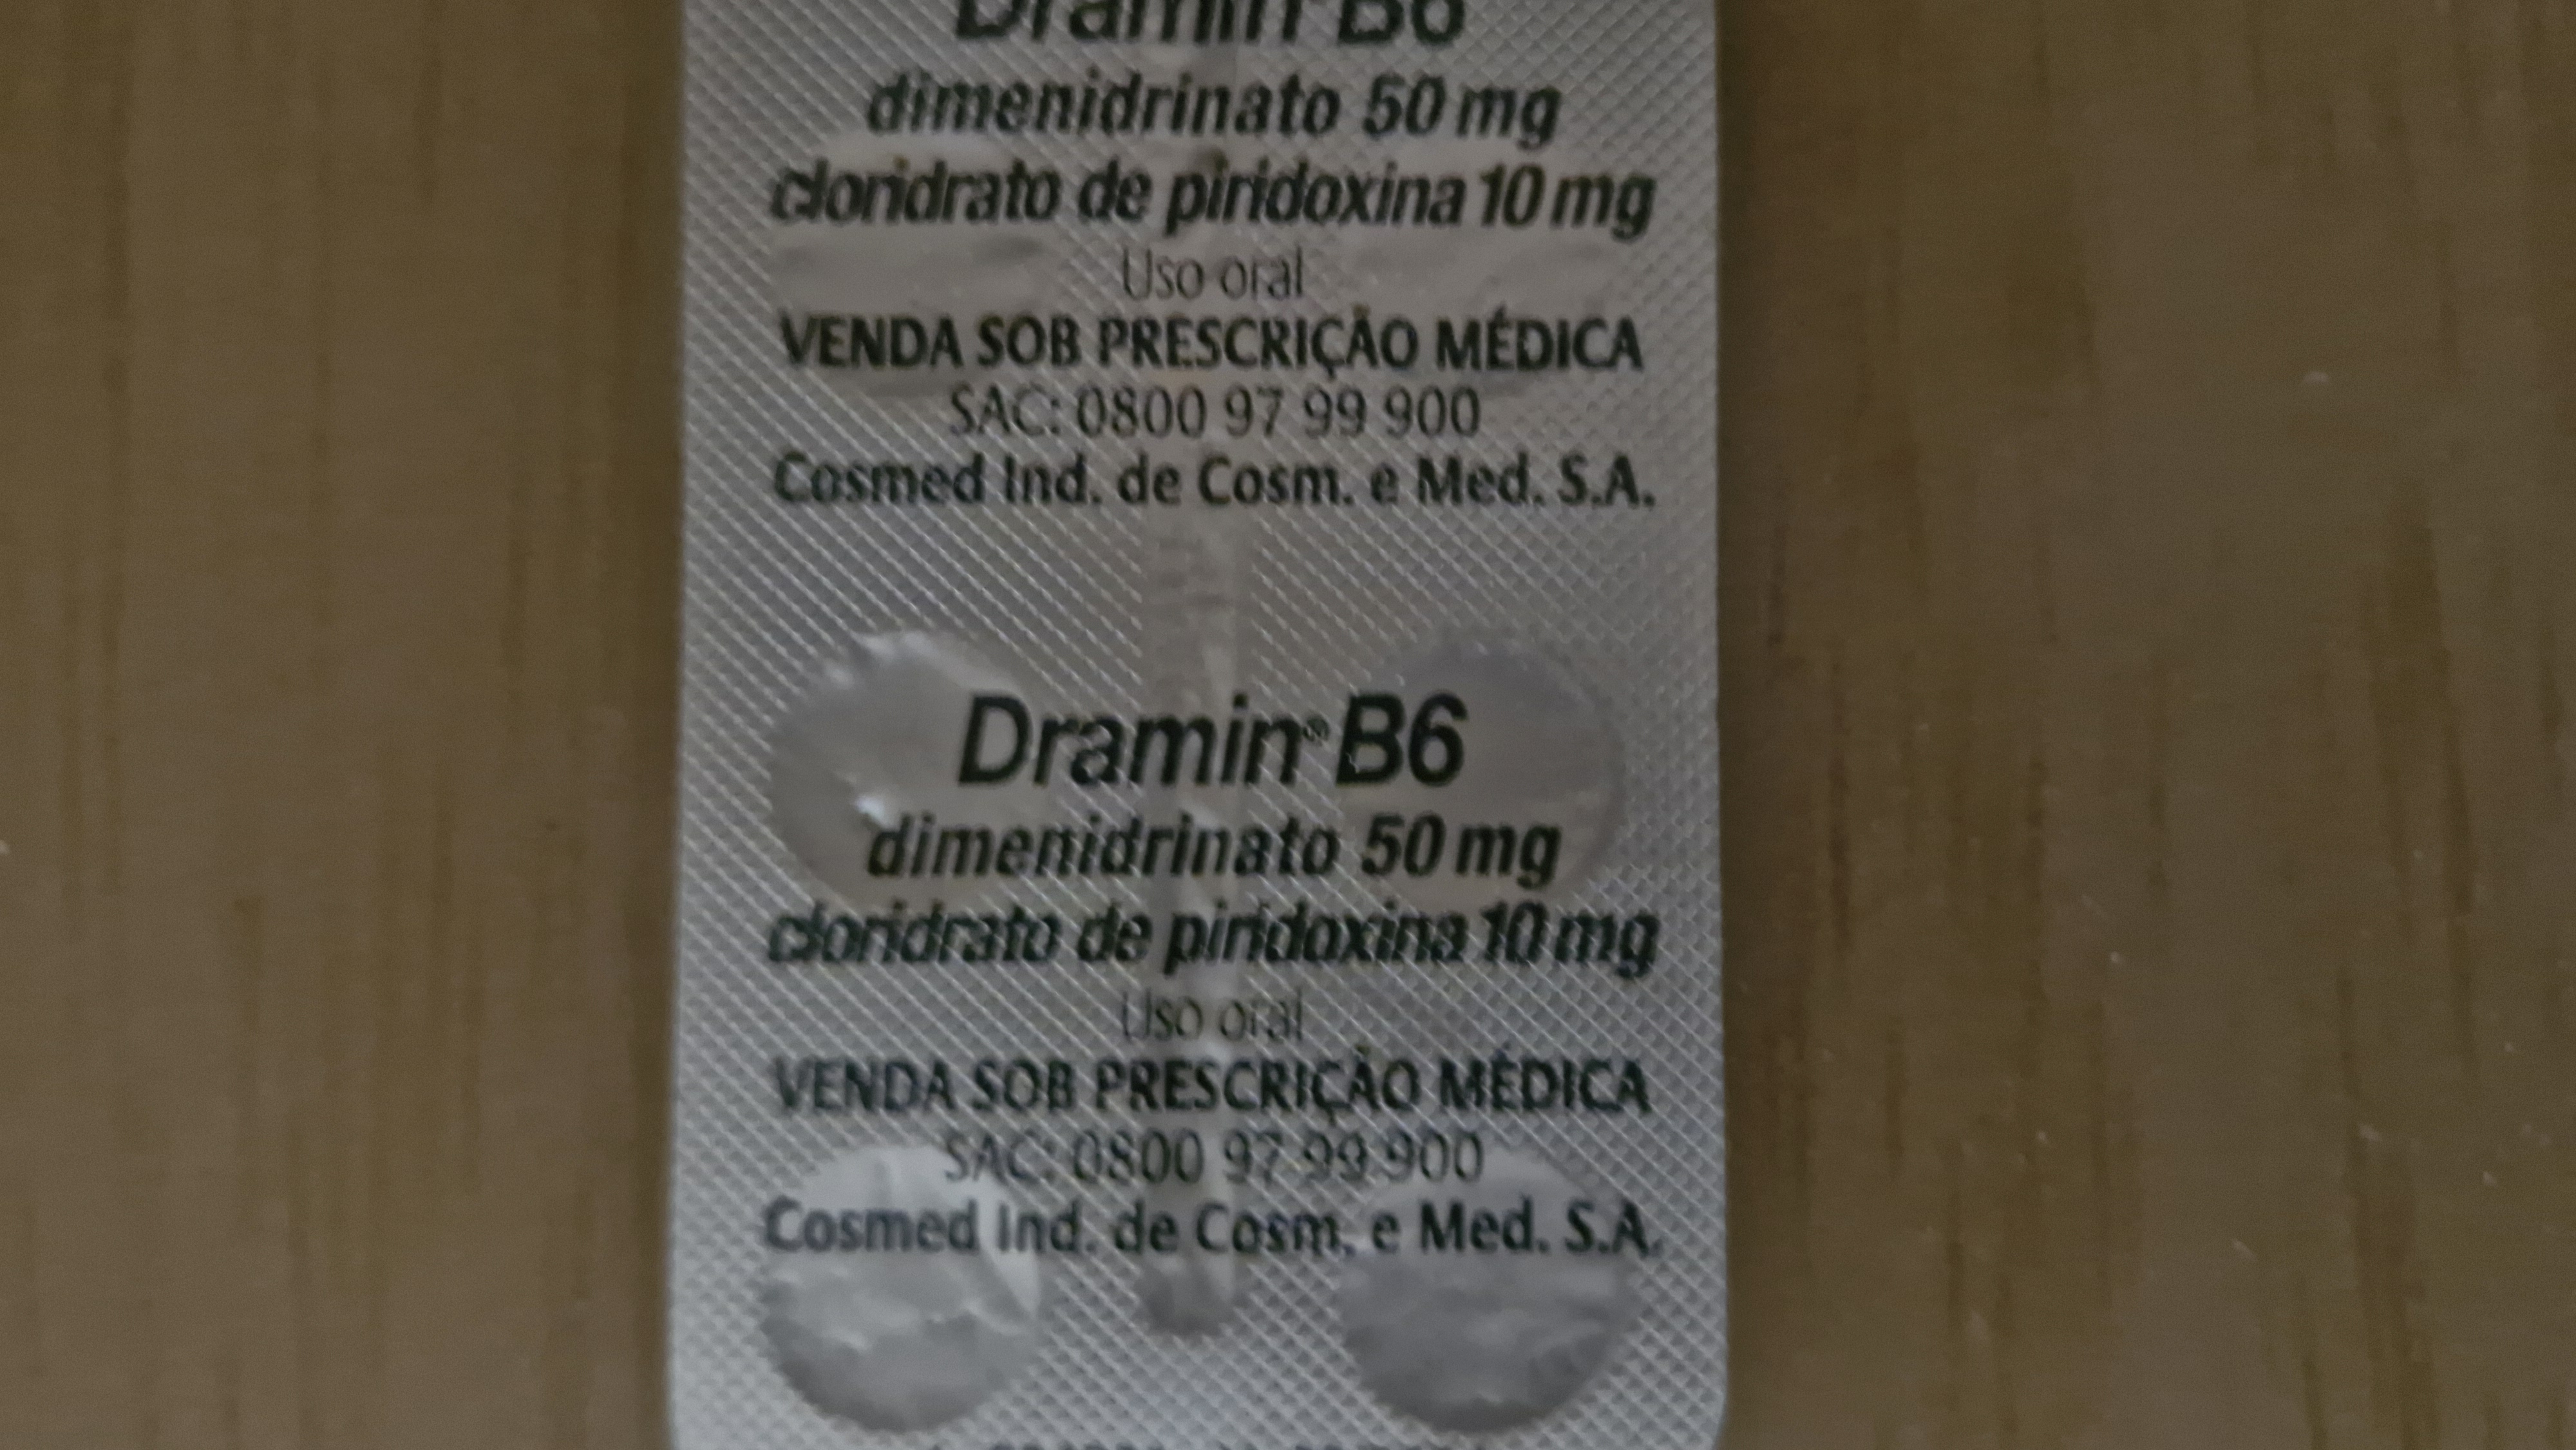 Dramin B6
dimenidrinato 50 mg
cloridrato de piridoxina 10 mg
Uso oral
VENDA SOB PRESCRIÇÃO MÉDICA
SAC: 0800 97 99 900
Cosmed Ind. de Cosm. e Med. S.A.
Dramin® B6
dimenidrinato 50 mg
cloridrato de piridoxina 10 mg
Uso oral
VENDA SOB PRESCRIÇÃO MÉDICA
SAC: 0800 97 99 900
Cosmed Ind. de Cosm. e Med. S.A.